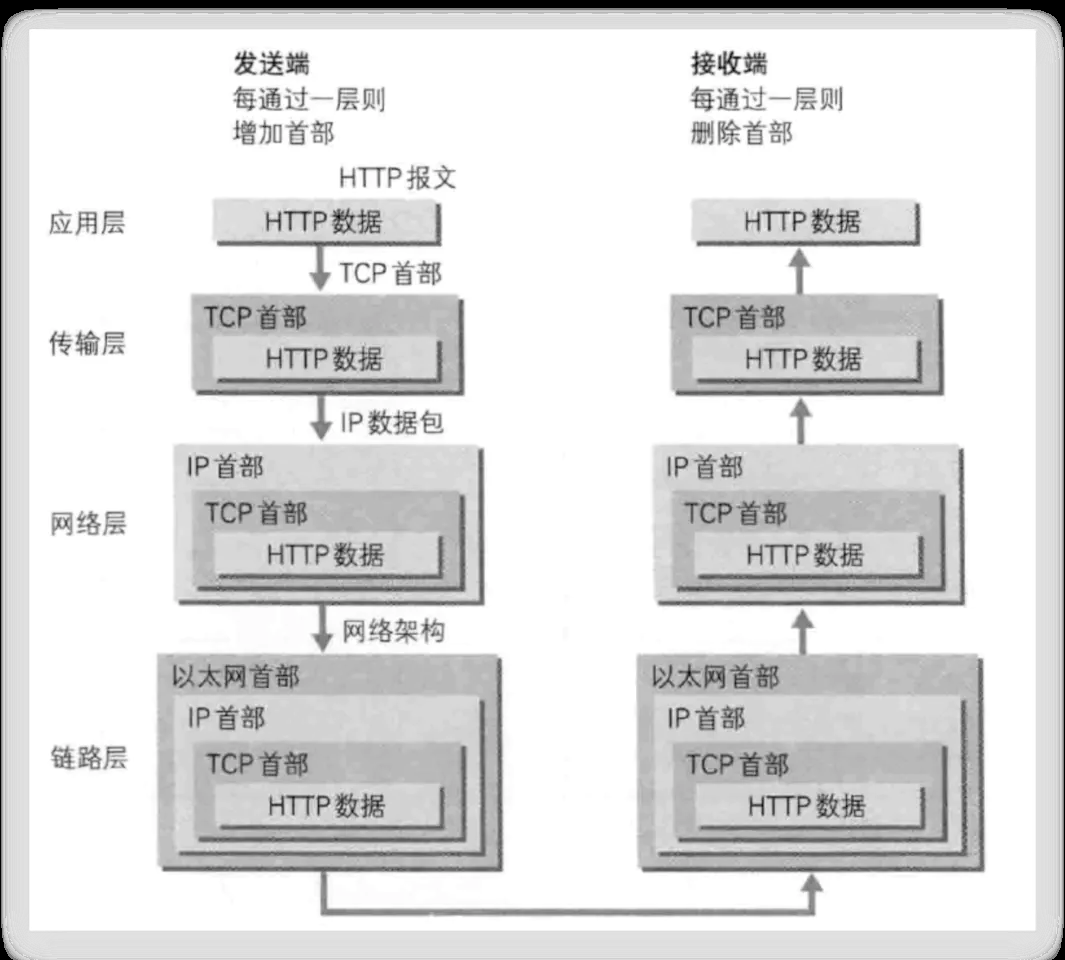 发送端
每通过一层则
增加首部
接收端
每通过一层则
删除首部
HTTP 报文
应用层
HTTP 数据
HTTP 数据
TCP 首部
传输层
TCP 首部
HTTP 数据
TCP 首部
HTTP 数据
IP 数据包
网络层
IP 首部
TCP 首部
HTTP 数据
IP 首部
TCP 首部
HTTP 数据
网络架构
链路层
以太网首部
IP 首部
TCP 首部
HTTP 数据
以太网首部
IP 首部
TCP 首部
HTTP 数据